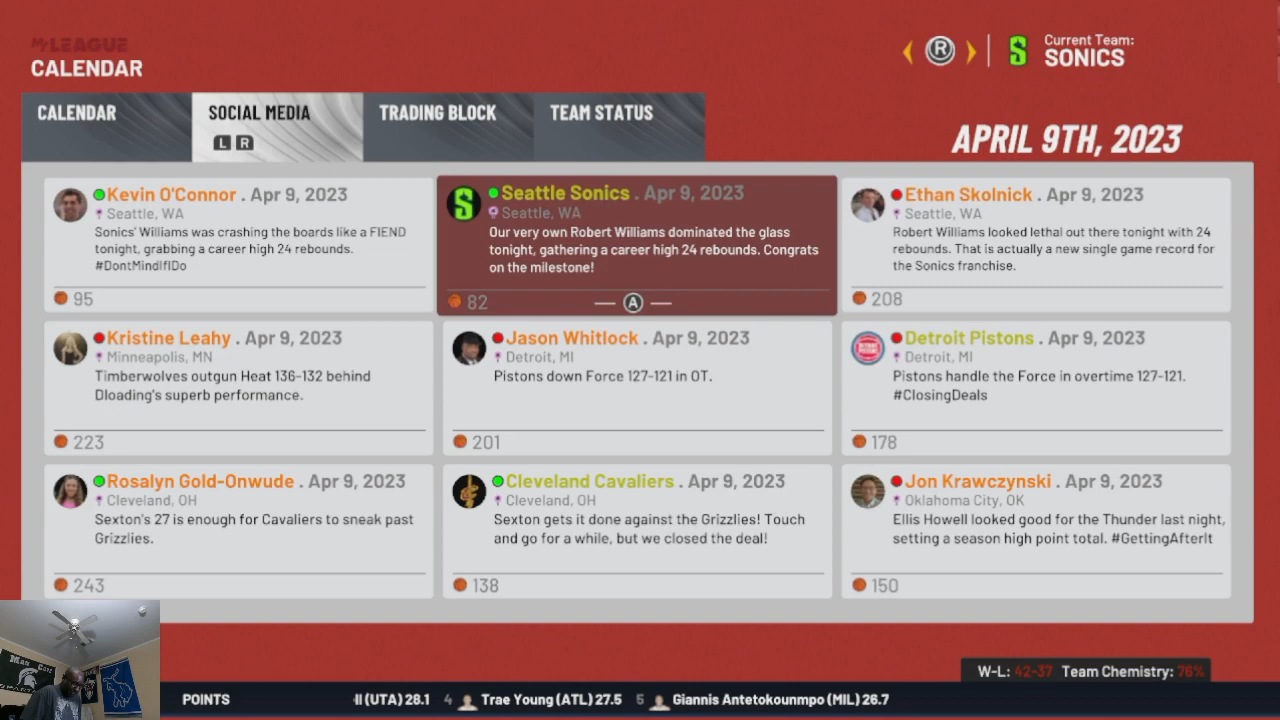 MyLEAGUE
CALENDAR
R
S
Current Team:
SONICS
CALENDAR
SOCIAL MEDIA
L R
TRADING BLOCK
TEAM STATUS
APRIL 9TH, 2023
Kevin O'Connor . Apr 9, 2023
Seattle, WA
Sonics' Williams was crashing the boards like a FIEND
tonight, grabbing a career high 24 rebounds.
#DontMindIfIDo
95
S
Seattle Sonics . Apr 9, 2023
Seattle, WA
Our very own Robert Williams dominated the glass
tonight, gathering a career high 24 rebounds. Congrats
on the milestone!
82
A
Ethan Skolnick . Apr 9, 2023
Seattle, WA
Robert Williams looked lethal out there tonight with 24
rebounds. That is actually a new single game record for
the Sonics franchise.
208
Kristine Leahy . Apr 9, 2023
Minneapolis, MN
Timberwolves outgun Heat 136-132 behind
Dloading's superb performance.
223
Jason Whitlock . Apr 9, 2023
Detroit, MI
Pistons down Force 127-121 in OT.
201
Detroit Pistons . Apr 9, 2023
Detroit, MI
Pistons handle the Force in overtime 127-121.
#ClosingDeals
178
Rosalyn Gold-Onwude . Apr 9, 2023
Cleveland, OH
Sexton's 27 is enough for Cavaliers to sneak past
Grizzlies.
243
Cleveland Cavaliers . Apr 9, 2023
Cleveland, OH
Sexton gets it done against the Grizzlies! Touch
and go for a while, but we closed the deal!
138
Jon Krawczynski . Apr 9, 2023
Oklahoma City, OK
Ellis Howell looked good for the Thunder last night,
setting a season high point total. #GettingAfterIt
150
MAN CAVE
W-L: 42-37 Team Chemistry: 76%
POINTS
(UTA) 28.1 4 Trae Young (ATL) 27.5 5 Giannis Antetokounmpo (MIL) 26.7